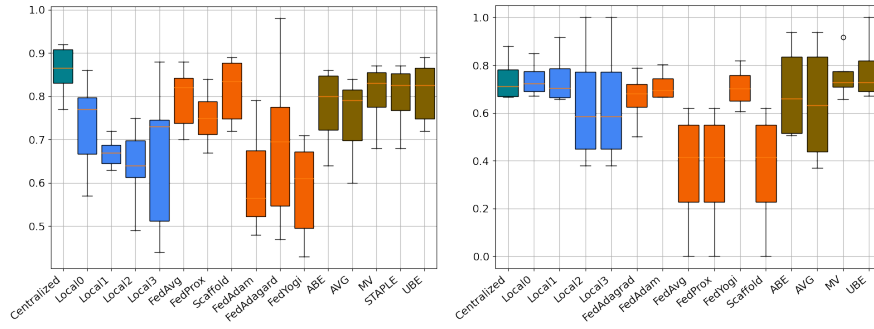 1.0
0.9
0.8
0.7
0.6
0.5
Centralized
Local0
Local1
Local2
Local3
FedAvg
FedProx
Scaffold
FedAdam
FedAdagard
FedYogi
ABE
AVG
MV
STAPLE
UBE
1.0
0.8
0.6
0.4
0.2
0.0
Centralized
Local0
Local1
Local2
Local3
FedAdagrad
FedAdam
FedAvg
FedProx
FedYogi
Scaffold
ABE
AVG
MV
UBE